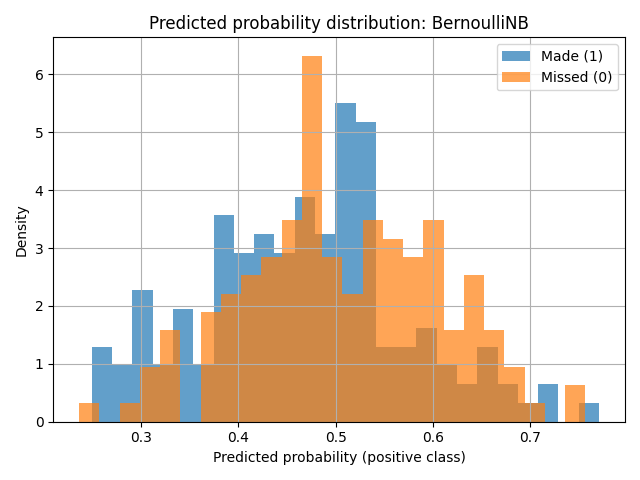 Predicted probability distribution: BernoulliNB
Made (1)
Missed (0)
Density
6
5
4
3
2
1
0
0.3 0.4 0.5 0.6 0.7
Predicted probability (positive class)